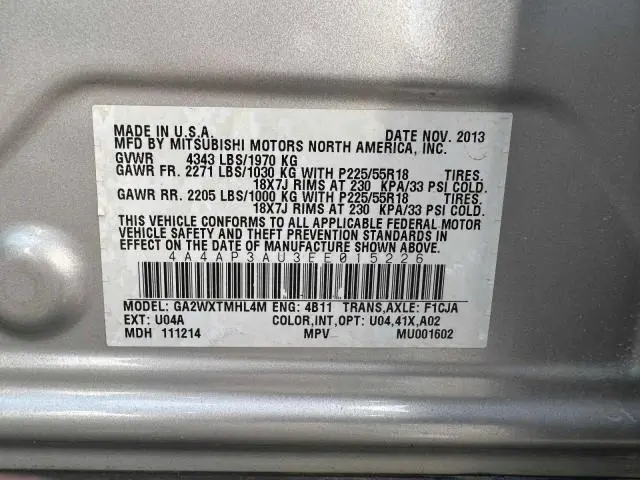 MADE IN U.S.A. DATE NOV. 2013
MFD BY MITSUBISHI MOTORS NORTH AMERICA, INC.
GVWR 4343 LBS/1970 KG
GAWR FR. 2271 LBS/1030 KG WITH P225/55R18 TIRES.
18X7J RIMS AT 230 KPA/33 PSI COLD.
GAWR RR. 2205 LBS/1000 KG WITH P225/55R18 TIRES.
18X7J RIMS AT 230 KPA/33 PSI COLD.
THIS VEHICLE CONFORMS TO ALL APPLICABLE FEDERAL MOTOR
VEHICLE SAFETY AND THEFT PREVENTION STANDARDS IN
EFFECT ON THE DATE OF MANUFACTURE SHOWN ABOVE.
4A4AP3AU3EE015226
MODEL: GA2WXTMHL4M ENG: 4B11 TRANS,AXLE: F1CJA
EXT: U04A COLOR,INT,OPT: U04,41X,A02
MDH 111214 MPV MU001602